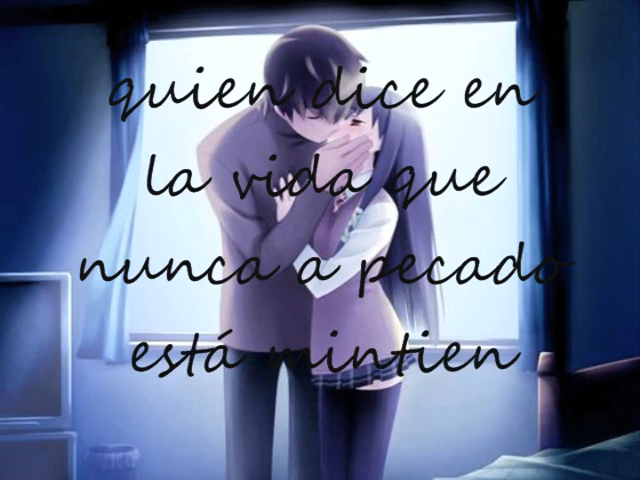 quien dice en
la vida que
nunca a pecado
está mintien